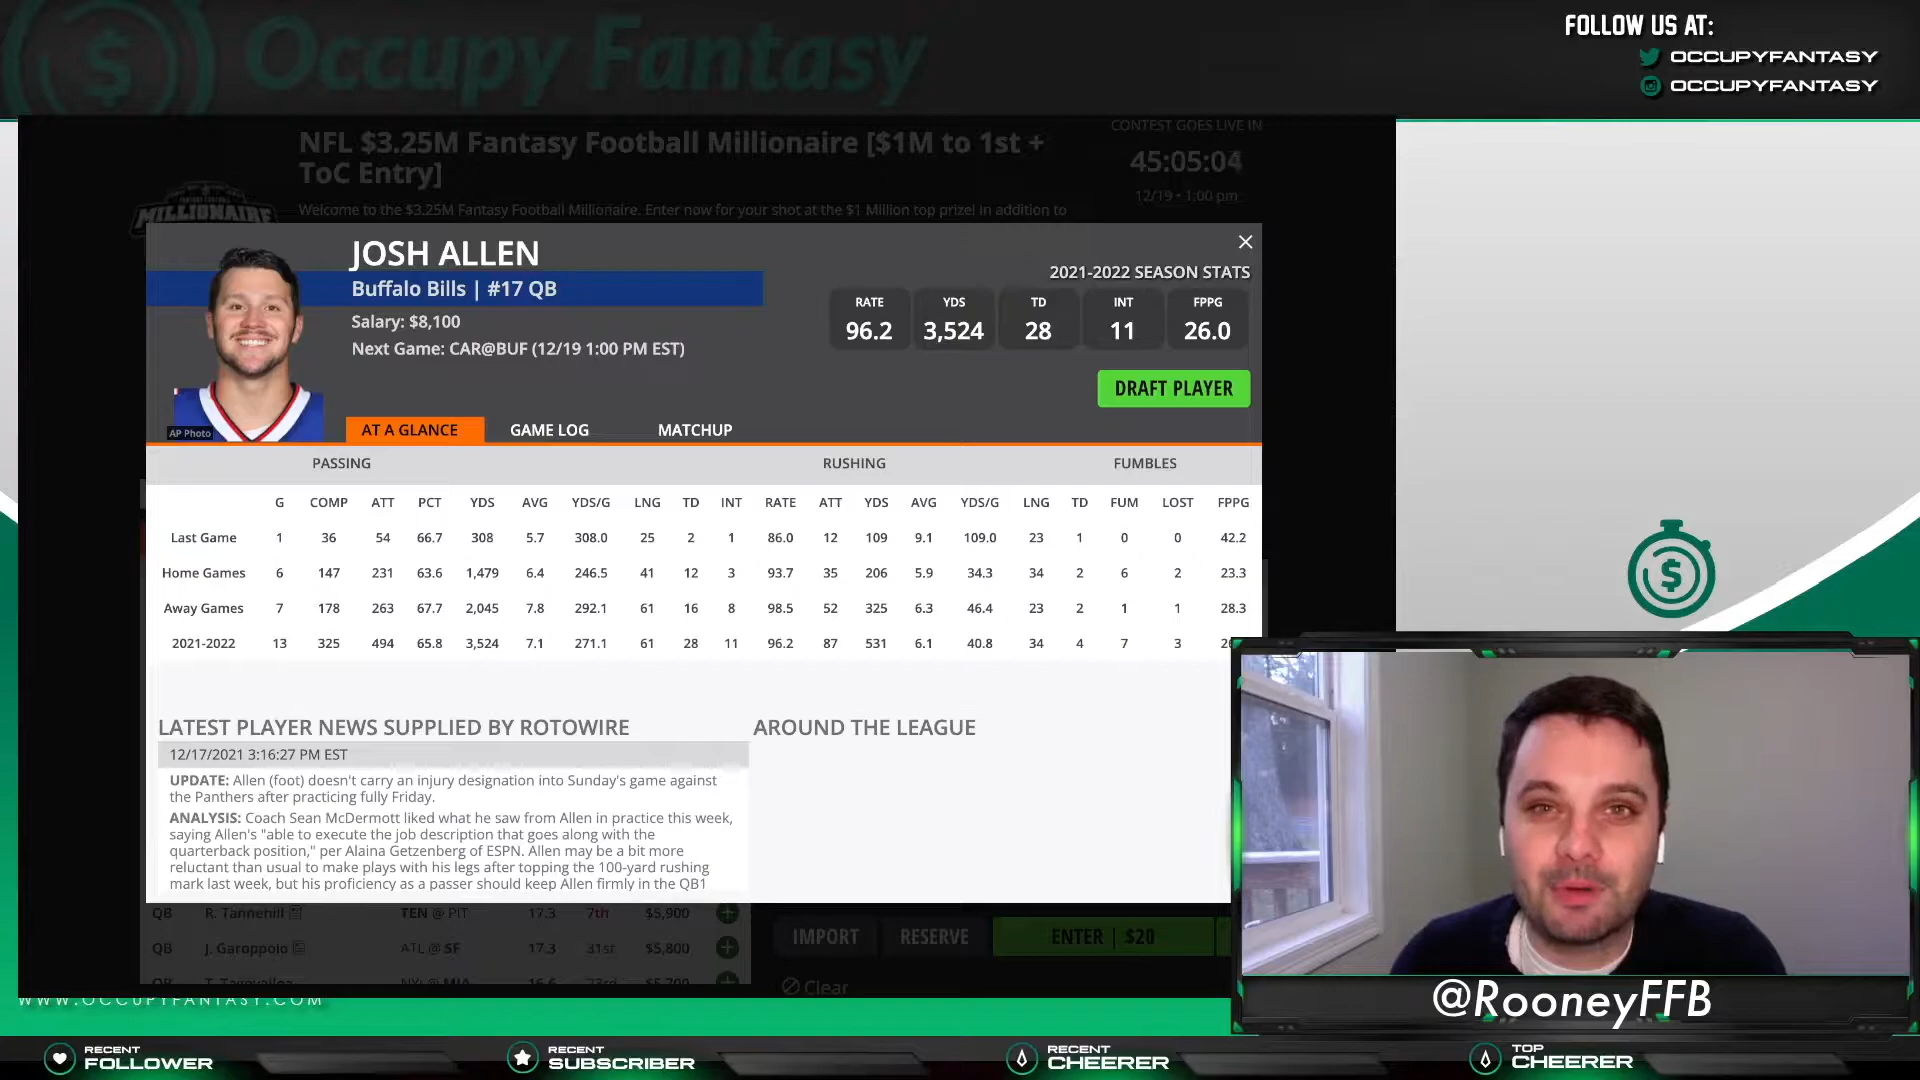 Occupy Fantasy
FOLLOW US AT:
OCCUPYFANTASY
OCCUPYFANTASY
NFL $3.25M Fantasy Football Millionaire [$1M to 1st +
ToC Entry]
CONTEST GOES LIVE IN
45:05:04
12/19 • 1:00 pm
MILLIONAIRE
Welcome to the $3.25M Fantasy Football Millionaire. Enter now for your shot at the $1 Million top prize! In addition to
JOSH ALLEN
Buffalo Bills | #17 QB
Salary: $8,100
Next Game: CAR@BUF (12/19 1:00 PM EST)
AP Photo
2021-2022 SEASON STATS
RATE YDS TD INT FPPG
96.2 3,524 28 11 26.0
DRAFT PLAYER
AT A GLANCE GAME LOG MATCHUP
PASSING RUSHING FUMBLES
G COMP ATT PCT YDS AVG YDS/G LNG TD INT RATE ATT YDS AVG YDS/G LNG TD FUM LOST FPPG
Last Game 1 36 54 66.7 308 5.7 308.0 25 2 1 86.0 12 109 9.1 109.0 23 1 0 0 42.2
Home Games 6 147 231 63.6 1,479 6.4 246.5 41 12 3 93.7 35 206 5.9 34.3 34 2 6 2 23.3
Away Games 7 178 263 67.7 2,045 7.8 292.1 61 16 8 98.5 52 325 6.3 46.4 23 2 1 1 28.3
2021-2022 13 325 494 65.8 3,524 7.1 271.1 61 28 11 96.2 87 531 6.1 40.8 34 4 7 3
LATEST PLAYER NEWS SUPPLIED BY ROTOWIRE
AROUND THE LEAGUE
12/17/2021 3:16:27 PM EST
UPDATE: Allen (foot) doesn't carry an injury designation into Sunday's game against
the Panthers after practicing fully Friday.
ANALYSIS: Coach Sean McDermott liked what he saw from Allen in practice this week,
saying Allen's "able to execute the job description that goes along with the
quarterback position," per Alaina Getzenberg of ESPN. Allen may be a bit more
reluctant than usual to make plays with his legs after topping the 100-yard rushing
mark last week, but his proficiency as a passer should keep Allen firmly in the QB1
QB R. Tannehill TEN @ PIT 17.3 7th $5,900
QB J. Garoppolo ATL @ SF 17.3 31st $5,800
IMPORT RESERVE ENTER | $20
Clear
WWW.OCCUPYFANTASY.COM
@RooneyFFB
RECENT
FOLLOWER
RECENT
SUBSCRIBER
RECENT
CHEERER
TOP
CHEERER